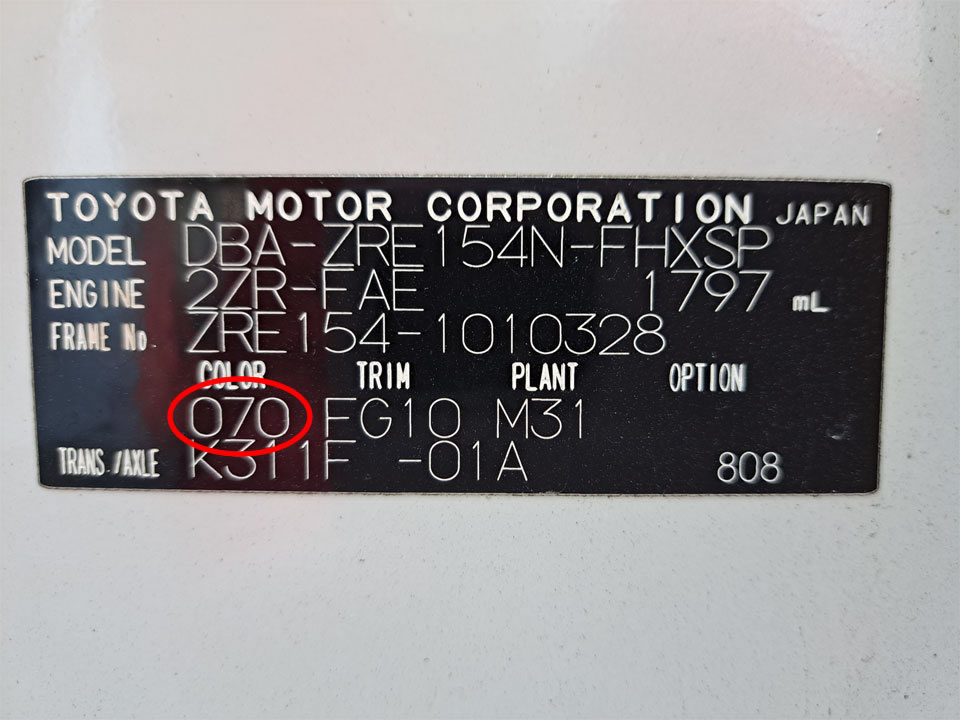 TOYOTA MOTOR CORPORATION JAPAN
MODEL DBA-ZRE154N-FHXSP
ENGINE 2ZR-FAE 1797 mL
FRAME No. ZRE154-1010328
COLOR TRIM PLANT OPTION
070 FG10 M31
TRANS./AXLE K311F -01A 808